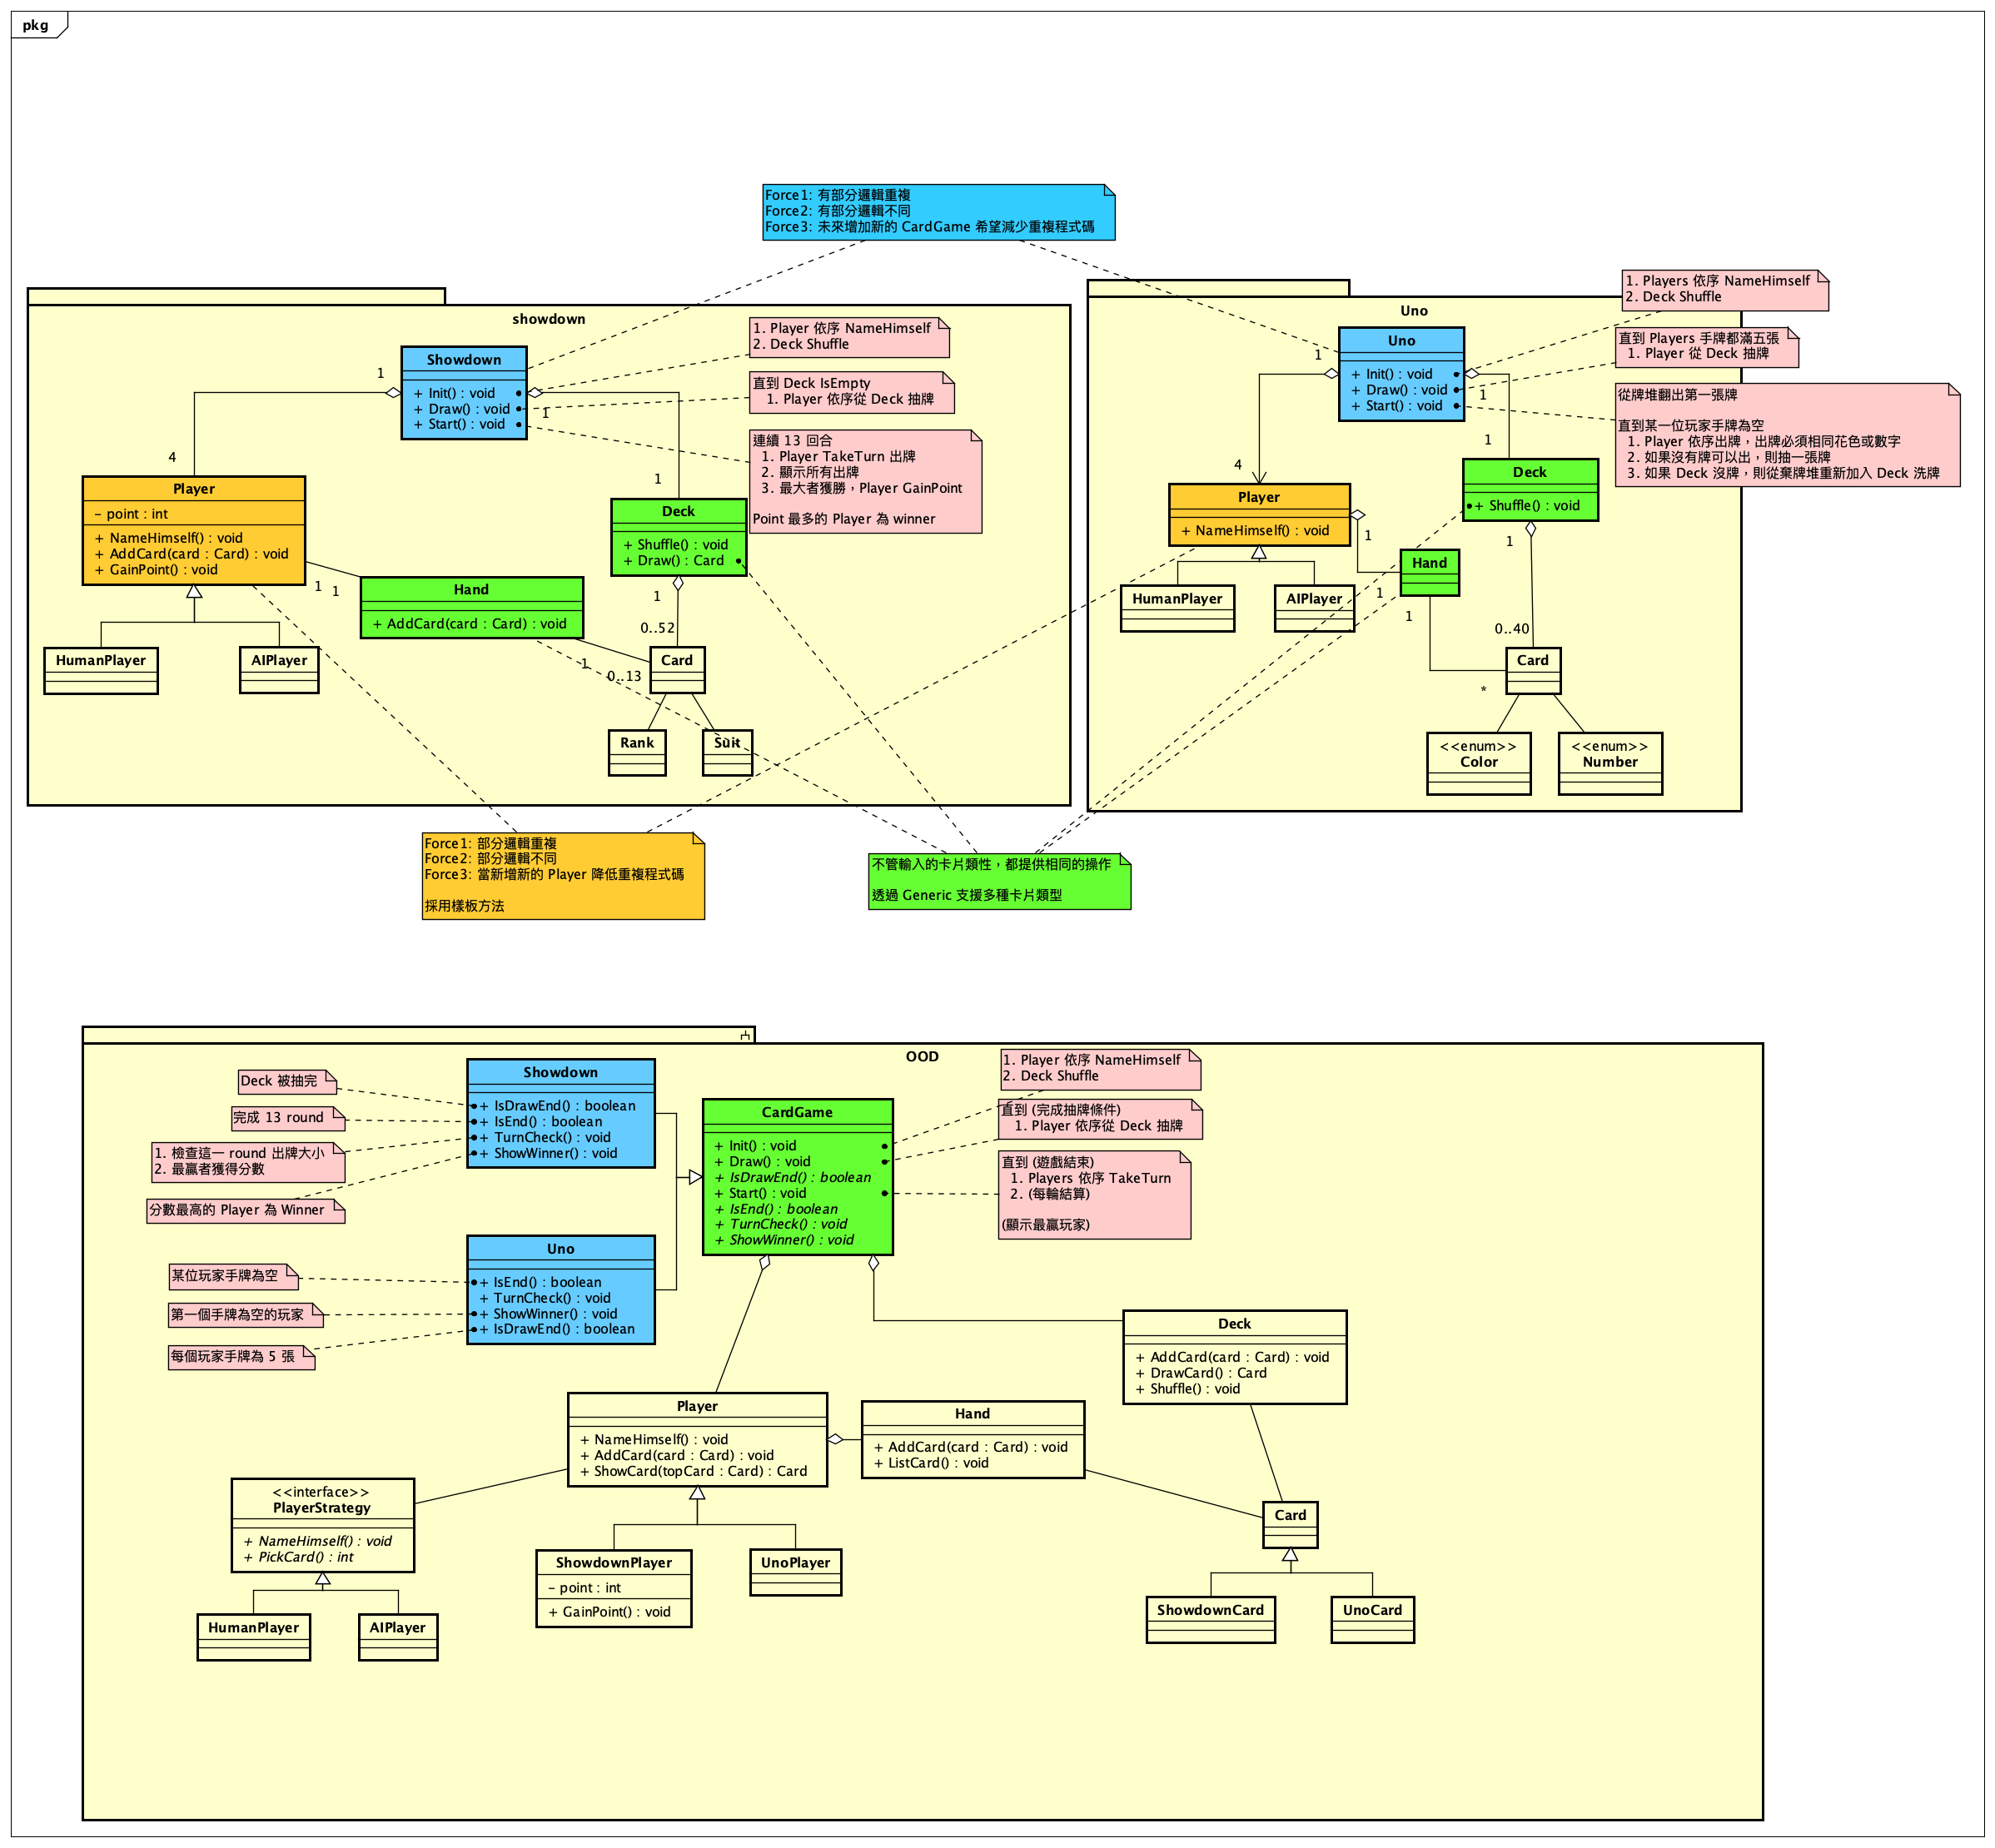 pkg
Force1: 有部分邏輯重複
Force2: 有部分邏輯不同
Force3: 未來增加新的 CardGame 希望減少重複程式碼
showdown
Showdown
+ Init() : void
+ Draw() : void
+ Start() : void
1. Player 依序 NameHimself
2. Deck Shuffle
直到 Deck IsEmpty
1. Player 依序從 Deck 抽牌
連續 13 回合
1. Player TakeTurn 出牌
2. 顯示所有出牌
3. 最大者獲勝，Player GainPoint
Point 最多的 Player 為 winner
1
1
4
1
Player
- point : int
+ NameHimself() : void
+ AddCard(card : Card) : void
+ GainPoint() : void
HumanPlayer
AIPlayer
1
1
Hand
+ AddCard(card : Card) : void
Deck
+ Shuffle() : void
+ Draw() : Card
1
0..52
1
0..13
Card
Rank
Suit
Uno
Uno
+ Init() : void
+ Draw() : void
+ Start() : void
1. Players 依序 NameHimself
2. Deck Shuffle
直到 Players 手牌都滿五張
1. Player 從 Deck 抽牌
從牌堆翻出第一張牌
直到某一位玩家手牌為空
1. Player 依序出牌，出牌必須相同花色或數字
2. 如果沒有牌可以出，則抽一張牌
3. 如果 Deck 沒牌，則從棄牌堆重新加入 Deck 洗牌
1
1
4
1
Player
+ NameHimself() : void
HumanPlayer
AIPlayer
1
1
Hand
Deck
+ Shuffle() : void
1
0..40
1
*
Card
<<enum>>
Color
<<enum>>
Number
Force1: 部分邏輯重複
Force2: 部分邏輯不同
Force3: 當新增新的 Player 降低重複程式碼
採用樣板方法
不管輸入的卡片類性，都提供相同的操作
透過 Generic 支援多種卡片類型
OOD
Deck 被抽完
完成 13 round
1. 檢查這一 round 出牌大小
2. 最贏者獲得分數
分數最高的 Player 為 Winner
Showdown
+ IsDrawEnd() : boolean
+ IsEnd() : boolean
+ TurnCheck() : void
+ ShowWinner() : void
CardGame
+ Init() : void
+ Draw() : void
+ IsDrawEnd() : boolean
+ Start() : void
+ IsEnd() : boolean
+ TurnCheck() : void
+ ShowWinner() : void
1. Player 依序 NameHimself
2. Deck Shuffle
直到 (完成抽牌條件)
1. Player 依序從 Deck 抽牌
直到 (遊戲結束)
1. Players 依序 TakeTurn
2. (每輪結算)
(顯示最贏玩家)
某位玩家手牌為空
第一個手牌為空的玩家
每個玩家手牌為 5 張
Uno
+ IsEnd() : boolean
+ TurnCheck() : void
+ ShowWinner() : void
+ IsDrawEnd() : boolean
Deck
+ AddCard(card : Card) : void
+ DrawCard() : Card
+ Shuffle() : void
Player
+ NameHimself() : void
+ AddCard(card : Card) : void
+ ShowCard(topCard : Card) : Card
Hand
+ AddCard(card : Card) : void
+ ListCard() : void
<<interface>>
PlayerStrategy
+ NameHimself() : void
+ PickCard() : int
Card
ShowdownPlayer
- point : int
+ GainPoint() : void
UnoPlayer
HumanPlayer
AIPlayer
ShowdownCard
UnoCard